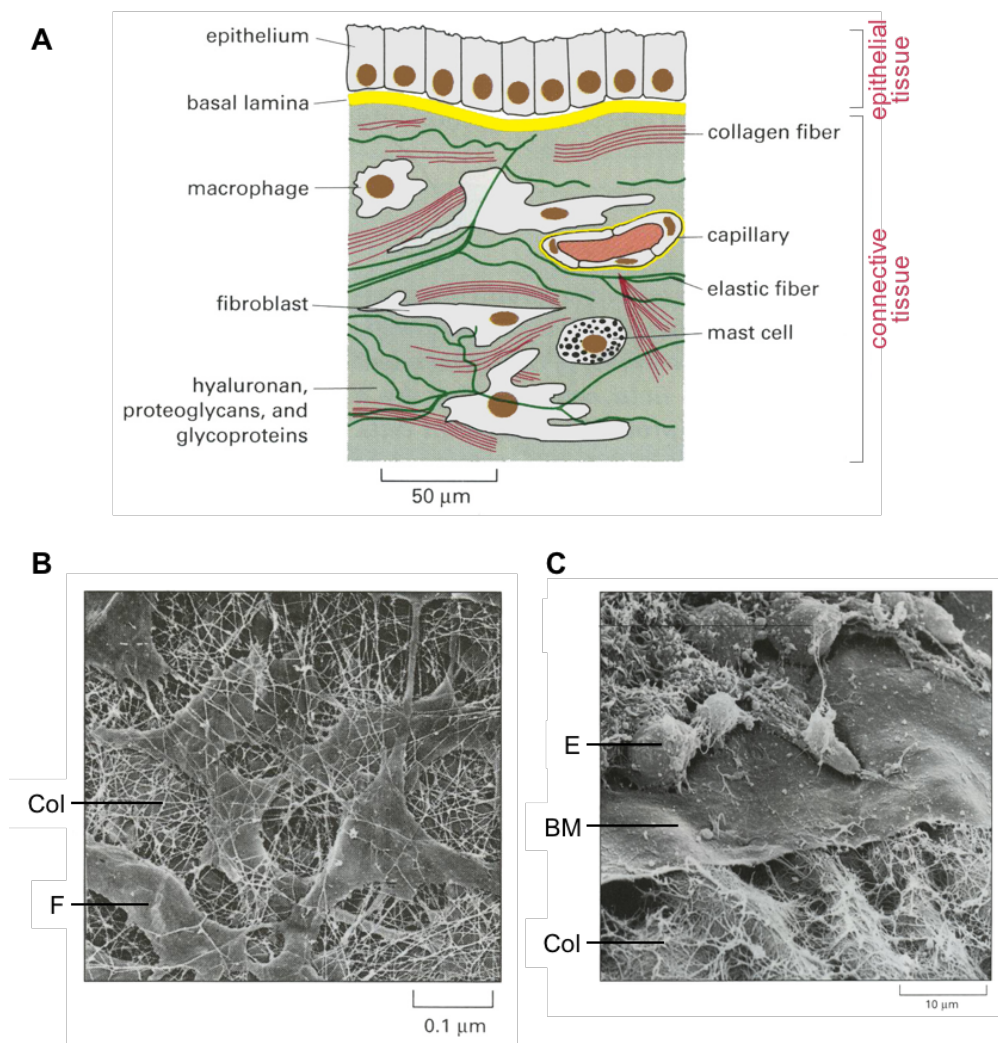 A
epithelium
basal lamina
macrophage
fibroblast
hyaluronan,
proteoglycans, and
glycoproteins
collagen fiber
capillary
elastic fiber
mast cell
epithelial
tissue
connective
tissue
50 μm
B
Col
F
0.1 μm
C
E
BM
Col
10 μm